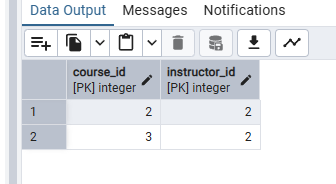 Data Output Messages Notifications
course_id instructor_id
[PK] integer [PK] integer
1 2 2
2 3 2